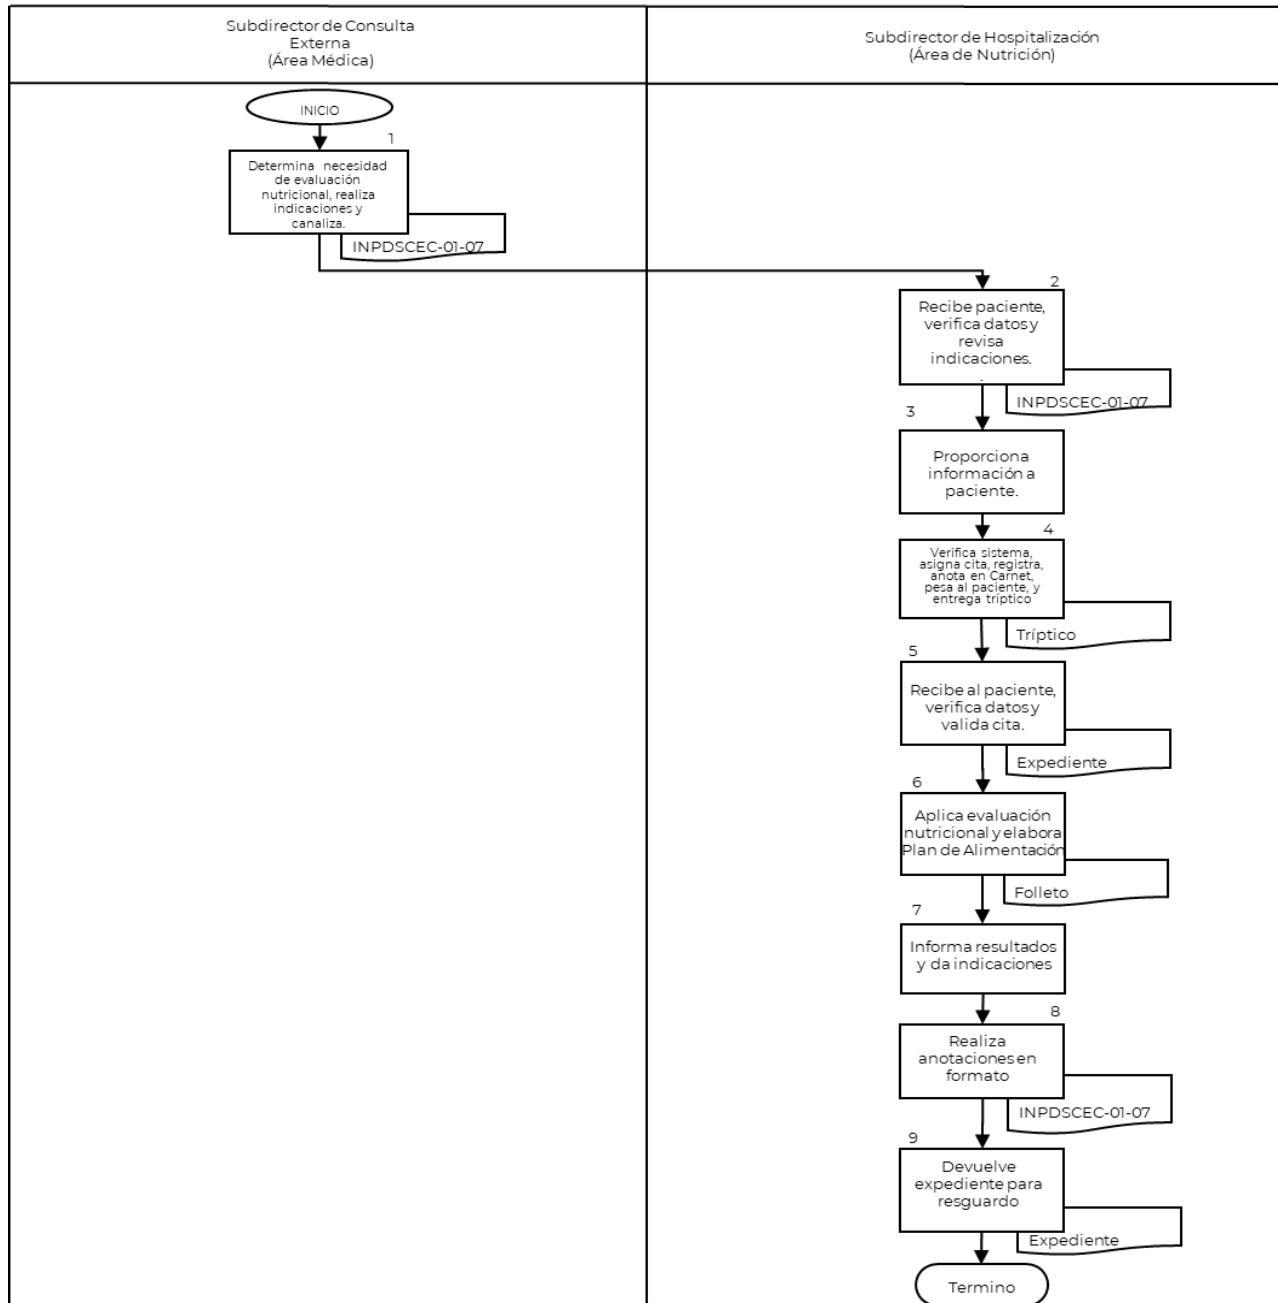 Subdirector de Consulta
Externa
(Área Médica)
Subdirector de Hospitalización
(Área de Nutrición)
INICIO
1
Determina necesidad
de evaluación
nutricional, realiza
indicaciones y
canaliza.
INPDSCEC-01-07
2
Recibe paciente,
verifica datos y
revisa
indicaciones.
.
INPDSCEC-01-07
3
Proporciona
información a
paciente.
4
Verifica sistema,
asigna cita, registra,
anota en Carnet,
pesa al paciente, y
entrega tríptico
Tríptico
5
Recibe al paciente,
verifica datos y
valida cita.
Expediente
6
Aplica evaluación
nutricional y elabora
Plan de Alimentación
Folleto
7
Informa resultados
y da indicaciones
8
Realiza
anotaciones en
formato
INPDSCEC-01-07
9
Devuelve
expediente para
resguardo
Expediente
Termino